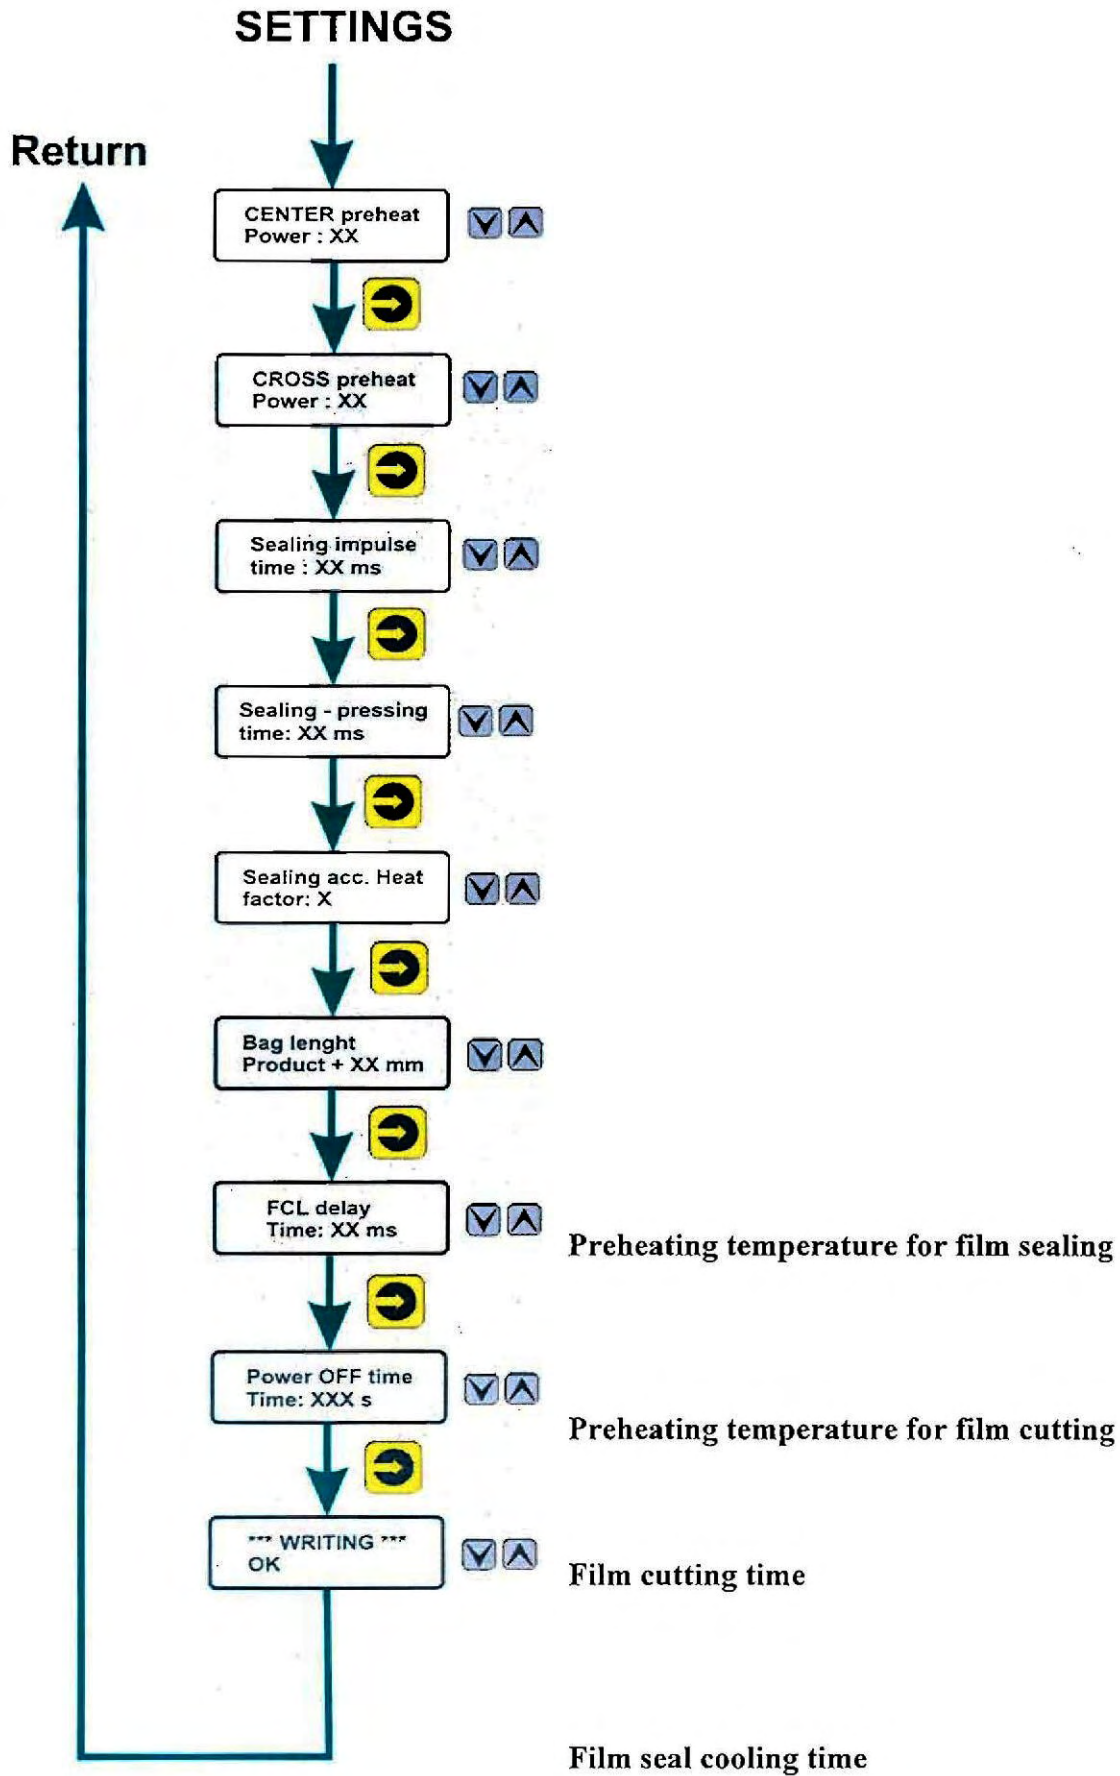 SETTINGS
Return
CENTER preheat
Power : XX
CROSS preheat
Power : XX
Sealing impulse
time : XX ms
Sealing - pressing
time: XX ms
Sealing acc. Heat
factor: X
Bag lenght
Product + XX mm
FCL delay
Time: XX ms
Preheating temperature for film sealing
Power OFF time
Time: XXX s
Preheating temperature for film cutting
*** WRITING ***
OK
Film cutting time
Film seal cooling time